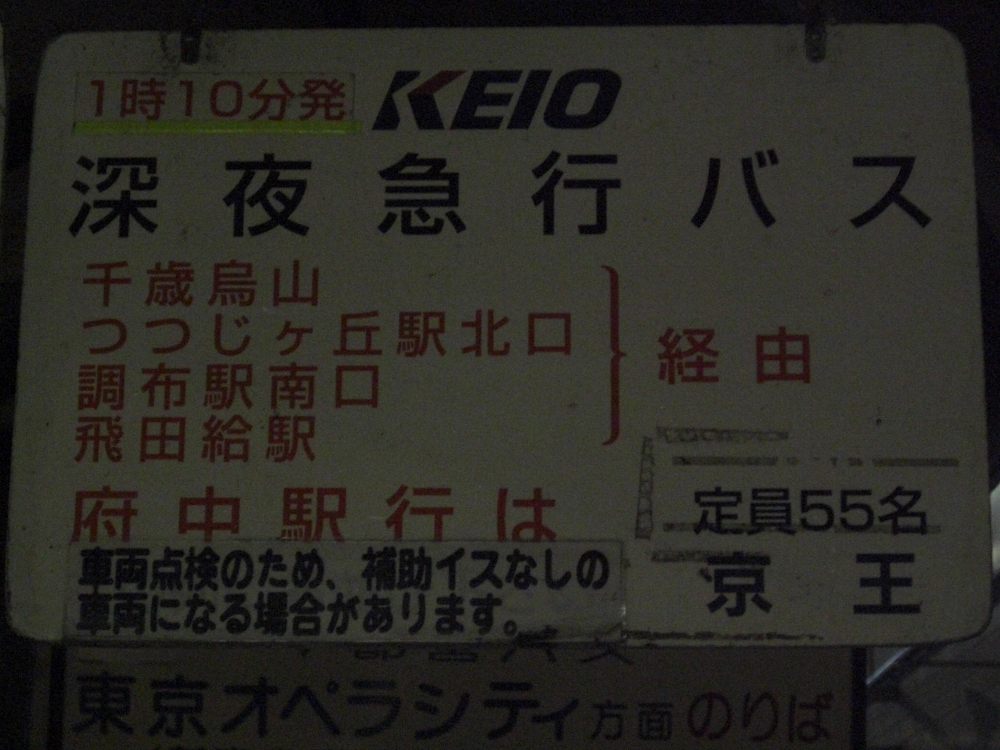 1時10分発 KEIO
深夜急行バス
千歳烏山
つつじヶ丘駅北口
調布駅南口
飛田給駅
経由
府中駅行は
定員55名
車両点検のため、補助イスなしの
車両になる場合があります。
京王
東京オペラシティ方面のりば